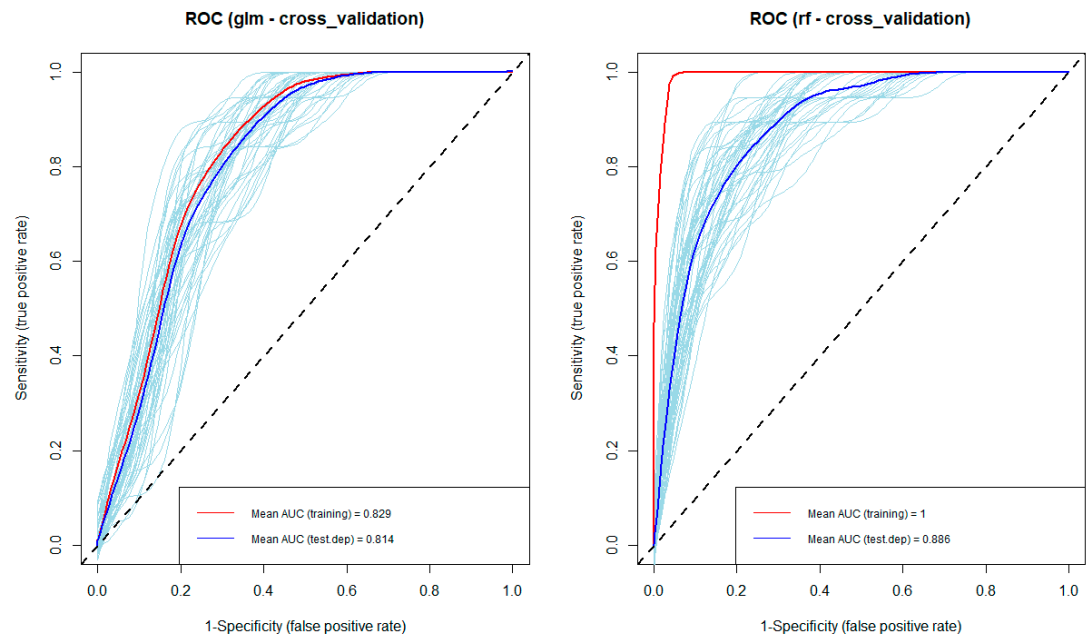 ROC (glm - cross_validation)
Sensitivity (true positive rate)
1.0
0.8
0.6
0.4
0.2
0.0
Mean AUC (training) = 0.829
Mean AUC (test.dep) = 0.814
0.0 0.2 0.4 0.6 0.8 1.0
1-Specificity (false positive rate)
ROC (rf - cross_validation)
Sensitivity (true positive rate)
1.0
0.8
0.6
0.4
0.2
0.0
Mean AUC (training) = 1
Mean AUC (test.dep) = 0.886
0.0 0.2 0.4 0.6 0.8 1.0
1-Specificity (false positive rate)